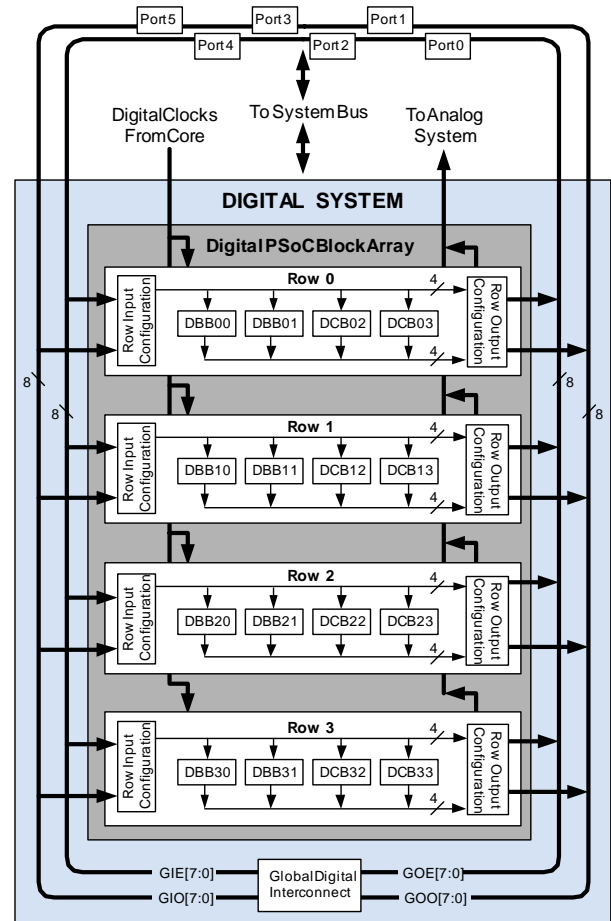 Port5
Port3
Port1
Port4
Port2
Port0
DigitalClocks
FromCore
ToSystemBus
ToAnalog
System
DIGITAL SYSTEM
DigitalPSoCBlockArray
Row 0
Row Input
Configuration
4
DBB00
DBB01
DCB02
DCB03
4
Row Output
Configuration
8
8
8
8
Row 1
Row Input
Configuration
4
DBB10
DBB11
DCB12
DCB13
4
Row Output
Configuration
Row 2
Row Input
Configuration
4
DBB20
DBB21
DCB22
DCB23
4
Row Output
Configuration
Row 3
Row Input
Configuration
4
DBB30
DBB31
DCB32
DCB33
4
Row Output
Configuration
GIE[7:0]
GIO[7:0]
GlobalDigital
Interconnect
GOE[7:0]
GOO[7:0]